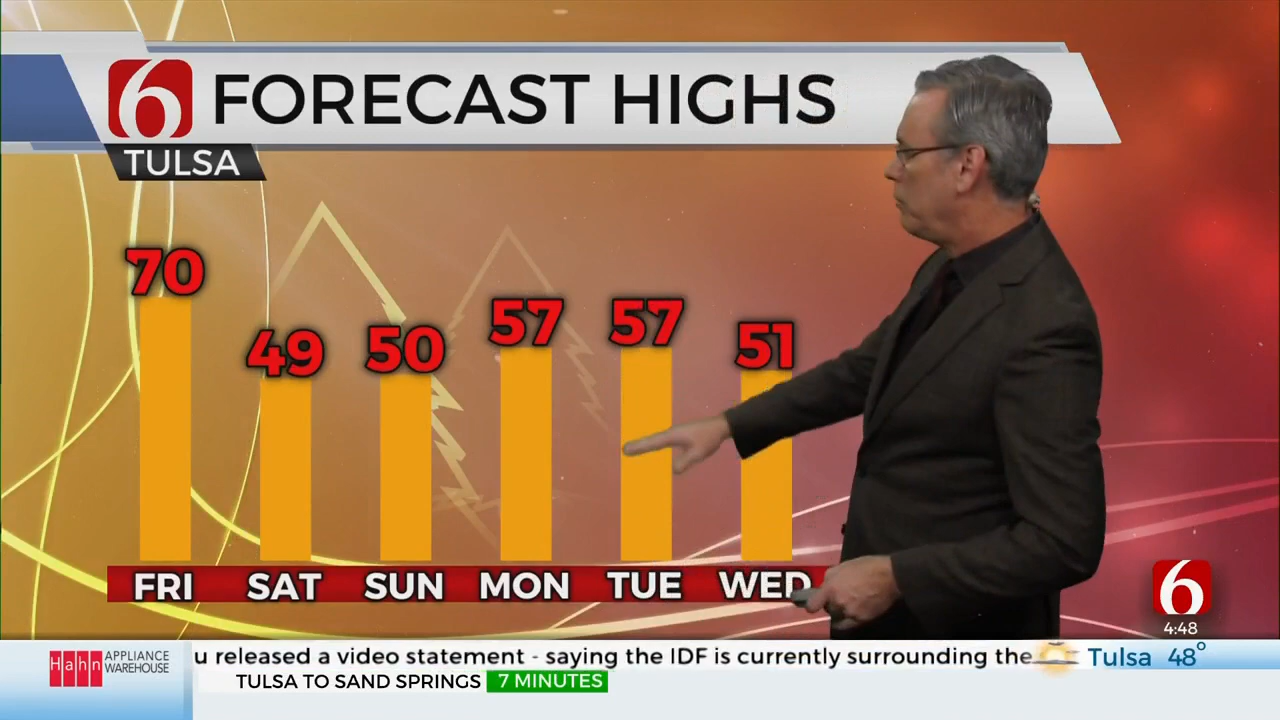 6 FORECAST HIGHS
TULSA
70 49 50 57 57 51
FRI SAT SUN MON TUE WED
6
4:48
Hahn APPLIANCE WAREHOUSE
u released a video statement - saying the IDF is currently surrounding the
Tulsa 48°
TULSA TO SAND SPRINGS 7 MINUTES